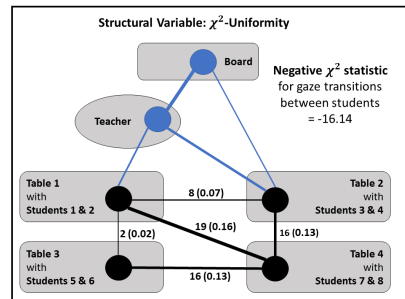 Structural Variable: χ²-Uniformity
Board
Negative χ² statistic
for gaze transitions
between students
= -16.14
Teacher
Table 1
with
Students 1 & 2
8 (0.07)
Table 2
with
Students 3 & 4
19 (0.16)
2 (0.02)
16 (0.13)
Table 3
with
Students 5 & 6
16 (0.13)
Table 4
with
Students 7 & 8